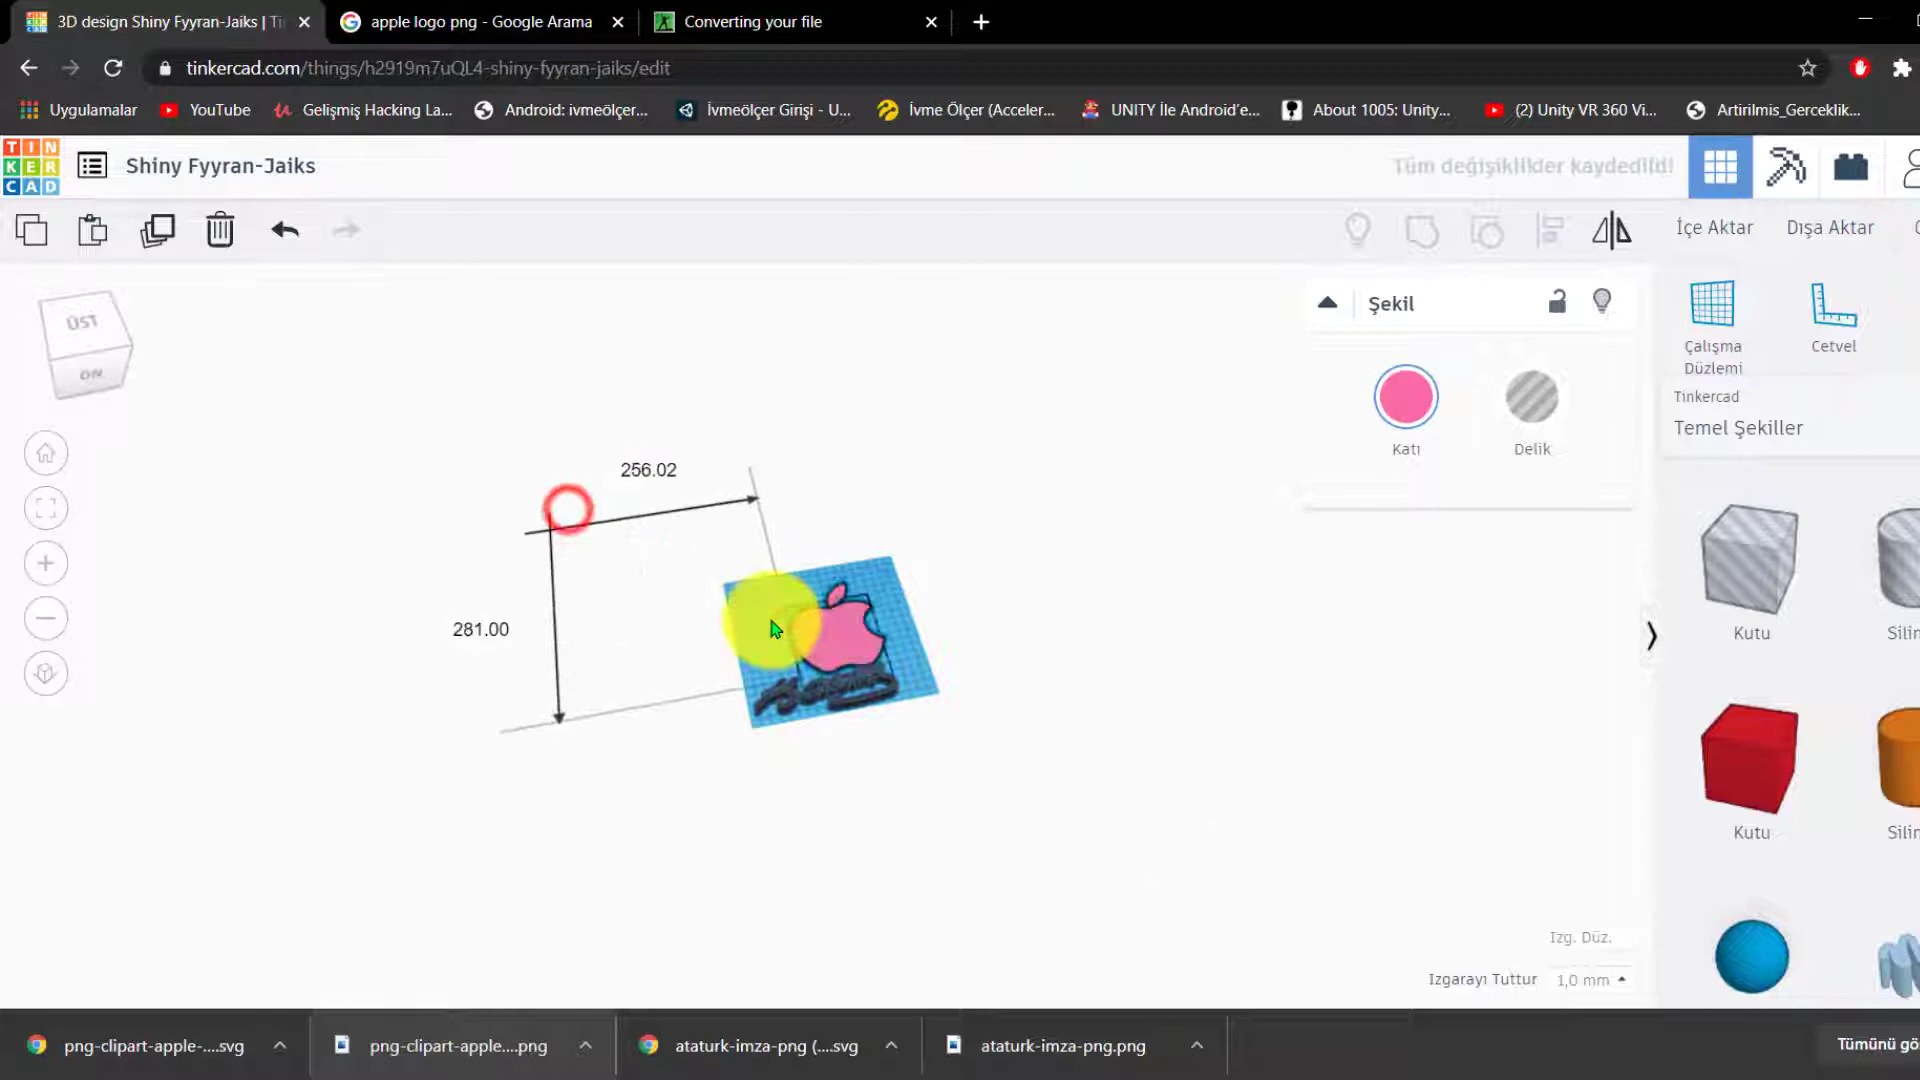 3D design Shiny Fyyran-Jaiks | Ti
apple logo png - Google Arama
Converting your file
tinkercad.com/things/h2919m7uQL4-shiny-fyyran-jaiks/edit
Uygulamalar
YouTube
Gelişmiş Hacking La...
Android: ivmeölçer...
İvmeölçer Girişi - U...
İvme Ölçer (Acceler...
UNITY İle Android'e...
About 1005: Unity...
(2) Unity VR 360 Vi...
Artirilmis_Gerceklik...
TIN
KER
CAD
Shiny Fyyran-Jaiks
Tüm değişiklikler kaydedildi!
İçe Aktar
Dışa Aktar
ÜST
ÖN
Şekil
Katı
Delik
Çalışma
Düzlemi
Cetvel
Tinkercad
Temel Şekiller
256.02
281.00
Kutu
Silin
Kutu
Silin
Izg. Düz.
Izgarayı Tuttur
1,0 mm
png-clipart-apple-....svg
png-clipart-apple....png
ataturk-imza-png (....svg
ataturk-imza-png.png
Tümünü gös